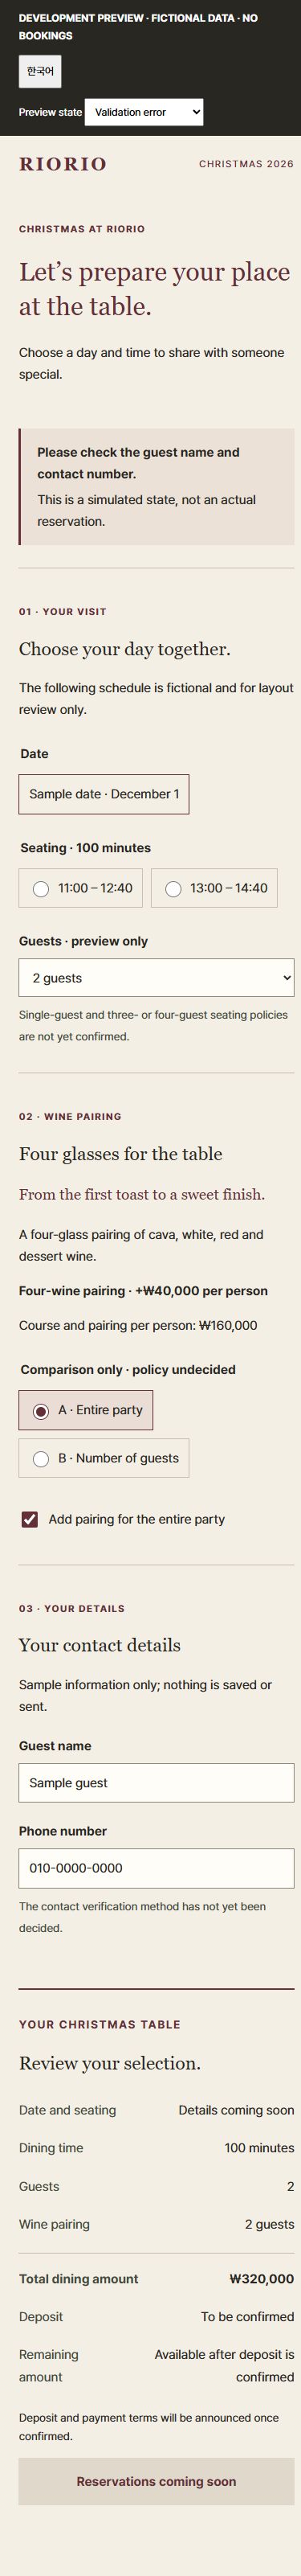 DEVELOPMENT PREVIEW · FICTIONAL DATA · NO
BOOKINGS
한국어
Preview state Validation error
RIORIO CHRISTMAS 2026
CHRISTMAS AT RIORIO
Let’s prepare your place
at the table.
Choose a day and time to share with someone
special.
Please check the guest name and
contact number.
This is a simulated state, not an actual
reservation.
01 · YOUR VISIT
Choose your day together.
The following schedule is fictional and for layout
review only.
Date
Sample date · December 1
Seating · 100 minutes
11:00 – 12:40 13:00 – 14:40
Guests · preview only
2 guests
Single-guest and three- or four-guest seating policies
are not yet confirmed.
02 · WINE PAIRING
Four glasses for the table
From the first toast to a sweet finish.
A four-glass pairing of cava, white, red and
dessert wine.
Four-wine pairing · +₩40,000 per person
Course and pairing per person: ₩160,000
Comparison only · policy undecided
A · Entire party
B · Number of guests
Add pairing for the entire party
03 · YOUR DETAILS
Your contact details
Sample information only; nothing is saved or
sent.
Guest name
Sample guest
Phone number
010-0000-0000
The contact verification method has not yet been
decided.
YOUR CHRISTMAS TABLE
Review your selection.
Date and seating Details coming soon
Dining time 100 minutes
Guests 2
Wine pairing 2 guests
Total dining amount ₩320,000
Deposit To be confirmed
Remaining Available after deposit is
amount confirmed
Deposit and payment terms will be announced once
confirmed.
Reservations coming soon